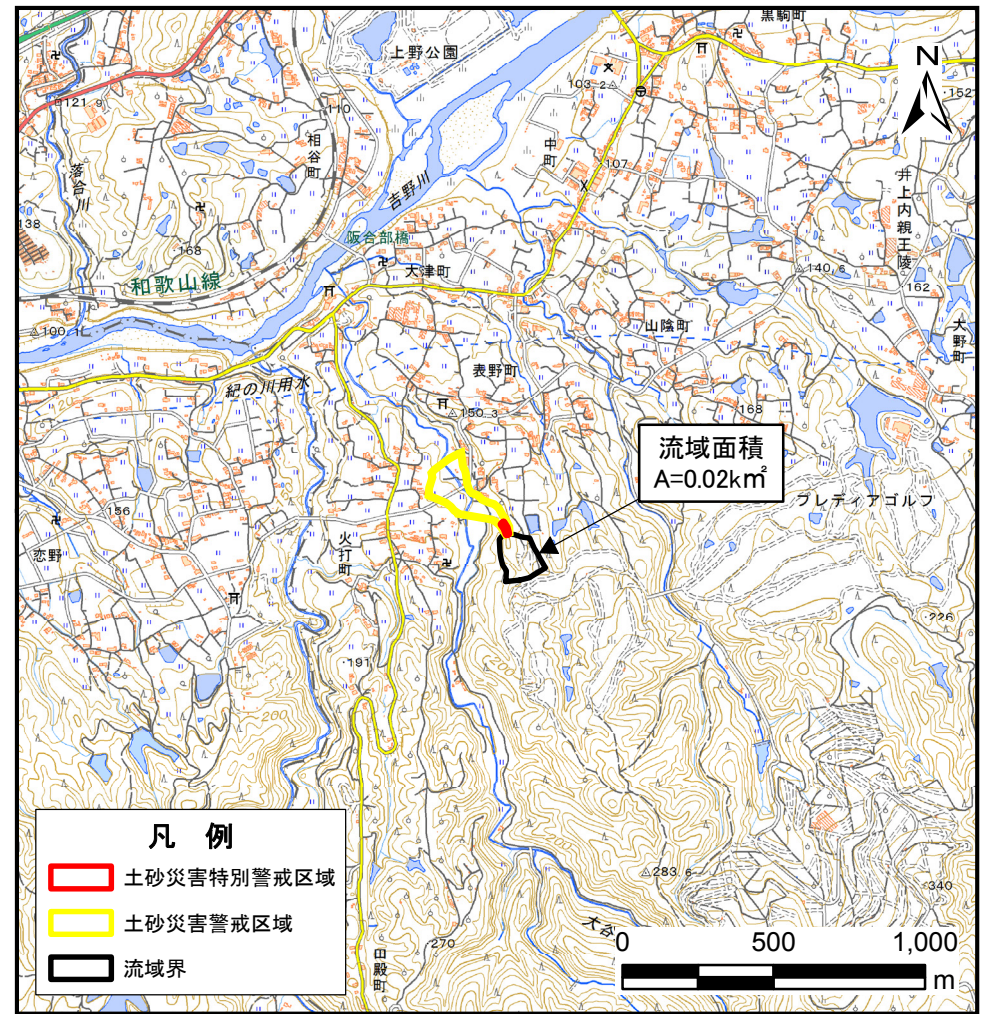 黒駒町
上野公園
N
103.2
121.9
152
110
相谷町
中町
107
落合川
吉野川
井上内親王陵
138
168
阪合部橋
大津町
140.6
和歌山線
162
100.1
山陰町
大野町
表野町
紀の川用水
150.3
168
流域面積
A=0.02km²
プレディアゴルフ
156
恋野
火打町
226
191
200
200
凡 例
土砂災害特別警戒区域
土砂災害警戒区域
流域界
283.6
340
大谷
270
田殿町
0 500 1,000
m